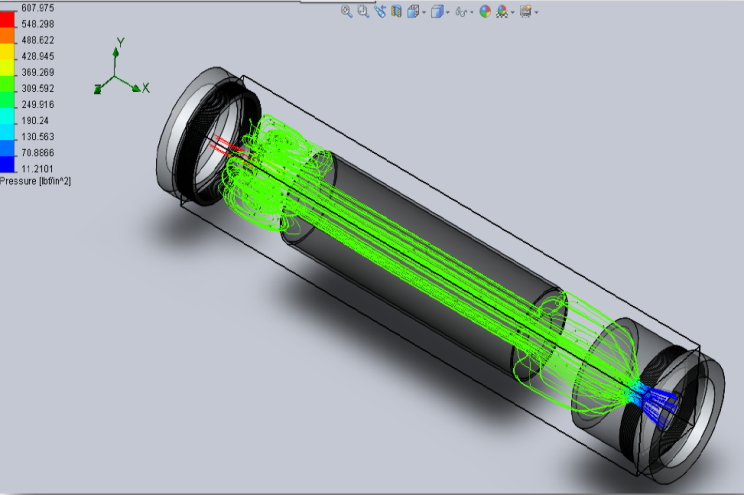 607.975
548.298
488.622
428.945
369.269
309.592
249.916
190.24
130.563
70.8866
11.2101
Pressure [lbf/in^2]
Y
X
Z